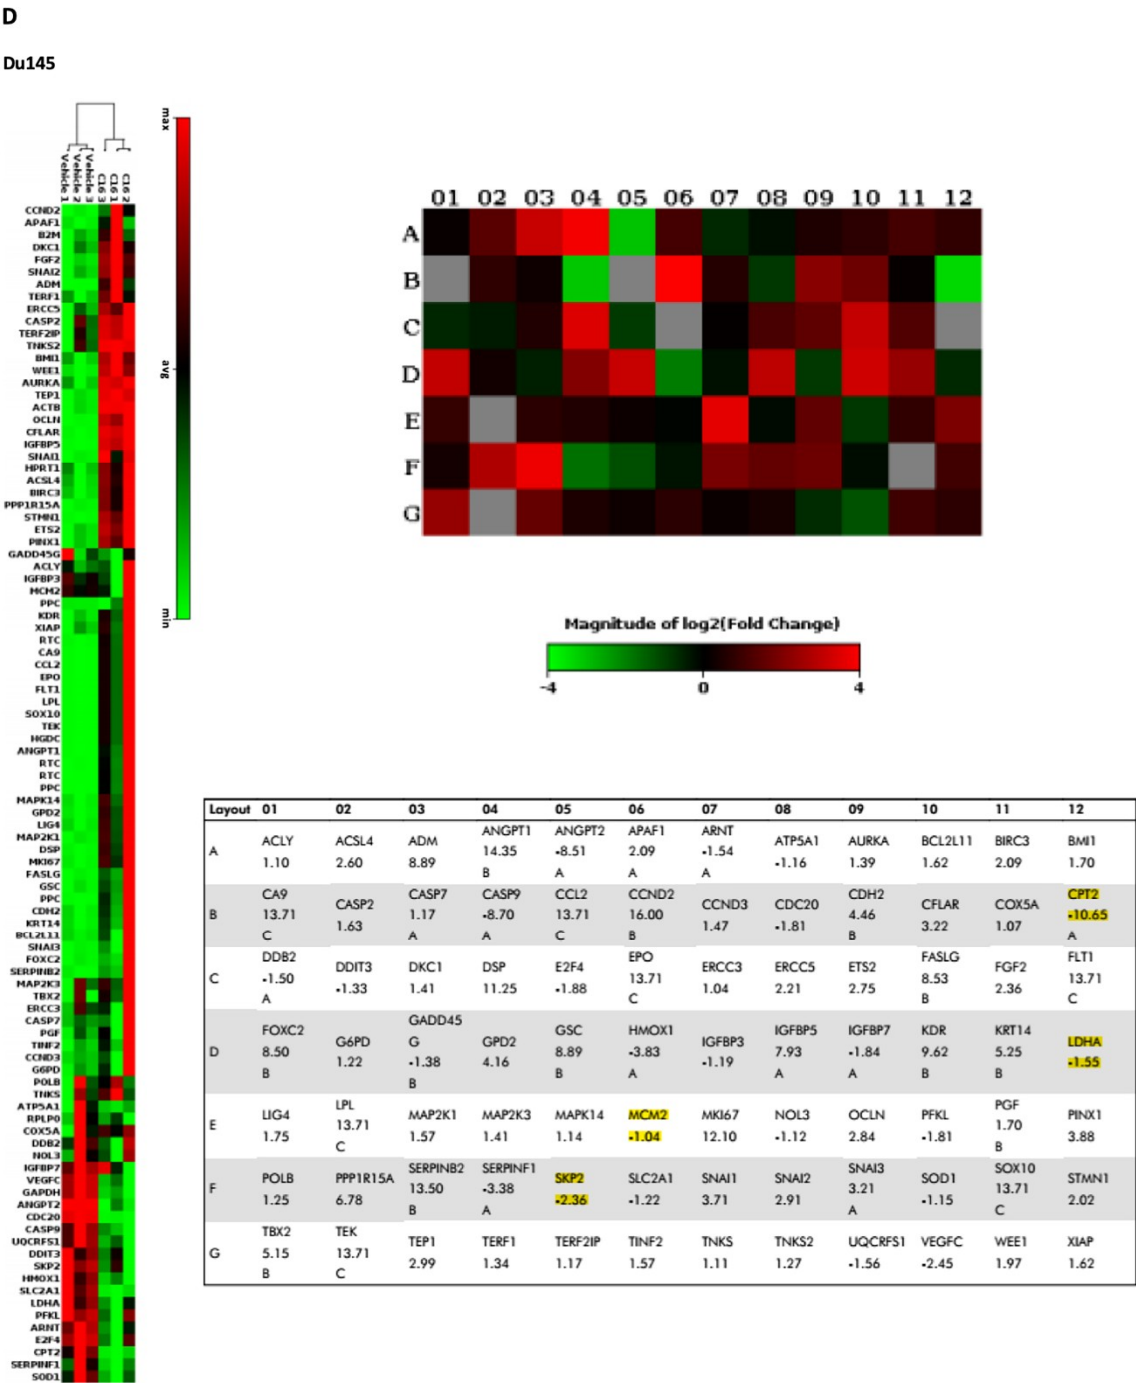 D
Du145
max
avg
min
Vehicle 1
Vehicle 2
Vehicle 3
C16 3
C16 1
C16 2
CCND2
APAF1
B2M
DKC1
FGF2
SNAI2
ADM
TERF1
ERCC5
CASP2
TERF2IP
TNKS2
BMI1
WEE1
AURKA
TEP1
ACTB
OCLN
CFLAR
IGFBP5
SNAI1
HPRT1
ACSL4
BIRC3
PPP1R15A
STMN1
ETS2
PINX1
GADD45G
ACLY
IGFBP3
MCM2
PPC
KDR
XIAP
RTC
CA9
CCL2
EPO
FLT1
LPL
SOX10
TEK
HGDC
ANGPT1
RTC
RTC
PPC
MAPK14
GPD2
LIG4
MAP2K1
DSP
MKI67
FASLG
GSC
PPC
CDH2
KRT14
BCL2L11
SNAI3
FOXC2
SERPINB2
MAP2K3
TBX2
ERCC3
CASP7
PGF
TINF2
CCND3
G6PD
POLB
TNKS
ATP5A1
RPLP0
COX5A
DDB2
NOL3
IGFBP7
VEGFC
GAPDH
ANGPT2
CDC20
CASP9
UQCRFS1
DDIT3
SKP2
HMOX1
SLC2A1
LDHA
PFKL
ARNT
E2F4
CPT2
SERPINF1
SOD1
01 02 03 04 05 06 07 08 09 10 11 12
A
B
C
D
E
F
G
Magnitude of log2(Fold Change)
-4 0 4
Layout 01 02 03 04 05 06 07 08 09 10 11 12
A ACLY ACSL4 ADM ANGPT1 ANGPT2 APAF1 ARNT ATP5A1 AURKA BCL2L11 BIRC3 BMI1
1.10 2.60 8.89 14.35 -8.51 2.09 -1.54 -1.16 1.39 1.62 2.09 1.70
B A A A
B CA9 CASP2 CASP7 CASP9 CCL2 CCND2 CCND3 CDC20 CDH2 CFLAR COX5A CPT2
13.71 1.63 1.17 -8.70 13.71 16.00 1.47 -1.81 4.46 3.22 1.07 -10.65
C A A C B B A
C DDB2 DDIT3 DKC1 DSP E2F4 EPO ERCC3 ERCC5 ETS2 FASLG FGF2 FLT1
-1.50 -1.33 1.41 11.25 -1.88 13.71 1.04 2.21 2.75 8.53 2.36 13.71
A C B C
D FOXC2 G6PD GADD45 G GPD2 GSC HMOX1 IGFBP3 IGFBP5 IGFBP7 KDR KRT14 LDHA
8.50 1.22 -1.38 4.16 8.89 -3.83 -1.19 7.93 -1.84 9.62 5.25 -1.55
B B B A A A B B
E LIG4 LPL MAP2K1 MAP2K3 MAPK14 MCM2 MKI67 NOL3 OCLN PFKL PGF PINX1
1.75 13.71 1.57 1.41 1.14 -1.04 12.10 -1.12 2.84 -1.81 1.70 3.88
C B
F POLB PPP1R15A SERPINB2 SERPINF1 SKP2 SLC2A1 SNAI1 SNAI2 SNAI3 SOD1 SOX10 STMN1
1.25 6.78 13.50 -3.38 -2.36 -1.22 3.71 2.91 3.21 -1.15 13.71 2.02
B A A C
G TBX2 TEK TEP1 TERF1 TERF2IP TINF2 TNKS TNKS2 UQCRFS1 VEGFC WEE1 XIAP
5.15 13.71 2.99 1.34 1.17 1.57 1.11 1.27 -1.56 -2.45 1.97 1.62
B C